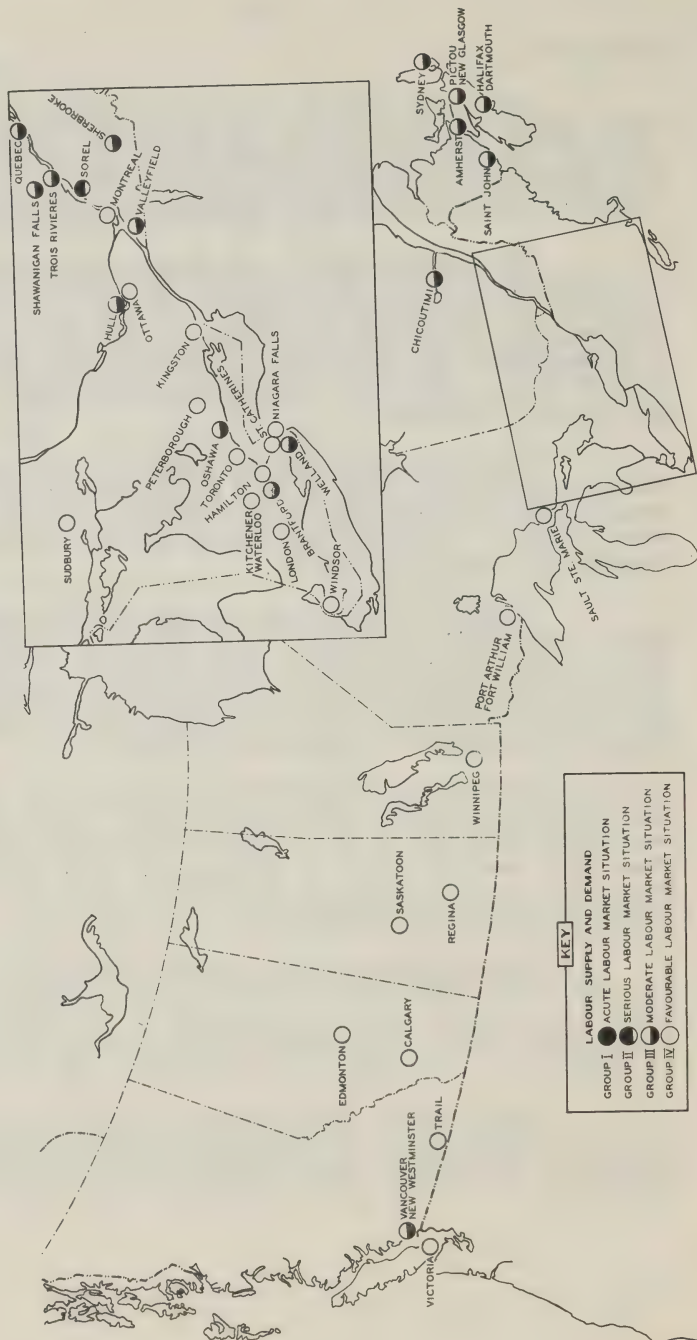 QUEBEC
SHAWANIGAN FALLS
TROIS RIVIERES
SOREL
SHERBROOKE
MONTREAL
VALLEYFIELD
HULL
OTTAWA
KINGSTON
PETERBOROUGH
OSHAWA
TORONTO
HAMILTON
ST. CATHERINES
NIAGARA FALLS
WELLAND
BRANTFORD
KITCHENER
WATERLOO
LONDON
WINDSOR
SUDBURY
SYDNEY
PICTOU
NEW GLASGOW
HALIFAX
DARTMOUTH
AMHERST
SAINT JOHN
CHICOUTIMI
SAULT STE. MARIE
PORT ARTHUR
FORT WILLIAM
WINNIPEG
SASKATOON
REGINA
EDMONTON
CALGARY
TRAIL
VANCOUVER
NEW WESTMINSTER
VICTORIA
KEY
LABOUR SUPPLY AND DEMAND
GROUP I ACUTE LABOUR MARKET SITUATION
GROUP II SERIOUS LABOUR MARKET SITUATION
GROUP III MODERATE LABOUR MARKET SITUATION
GROUP IV FAVOURABLE LABOUR MARKET SITUATION